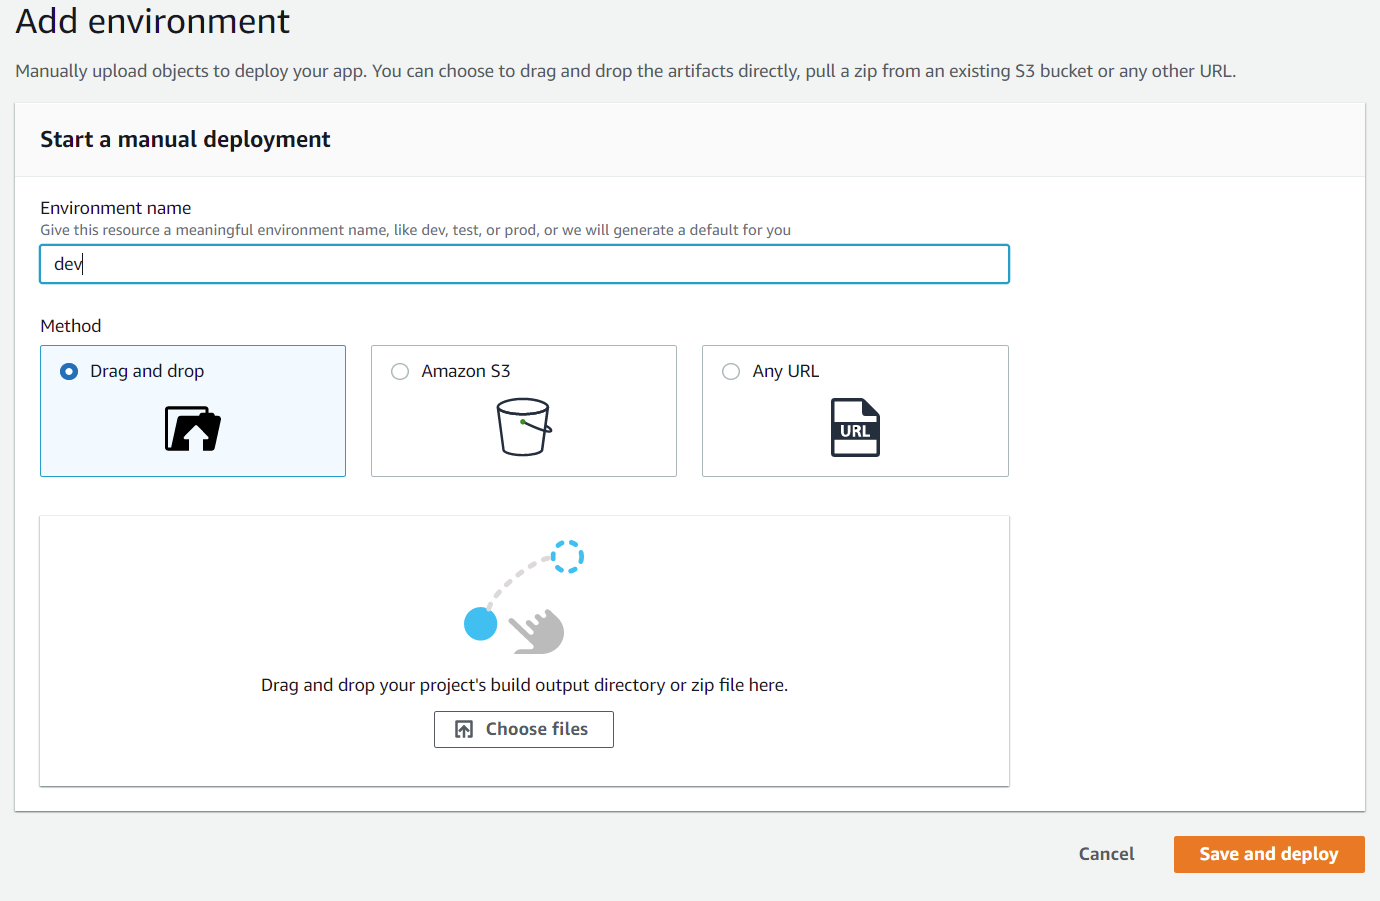 Add environment
Manually upload objects to deploy your app. You can choose to drag and drop the artifacts directly, pull a zip from an existing S3 bucket or any other URL.
Start a manual deployment
Environment name
Give this resource a meaningful environment name, like dev, test, or prod, or we will generate a default for you
dev
Method
Drag and drop
Amazon S3
Any URL
URL
Drag and drop your project's build output directory or zip file here.
Choose files
Cancel
Save and deploy